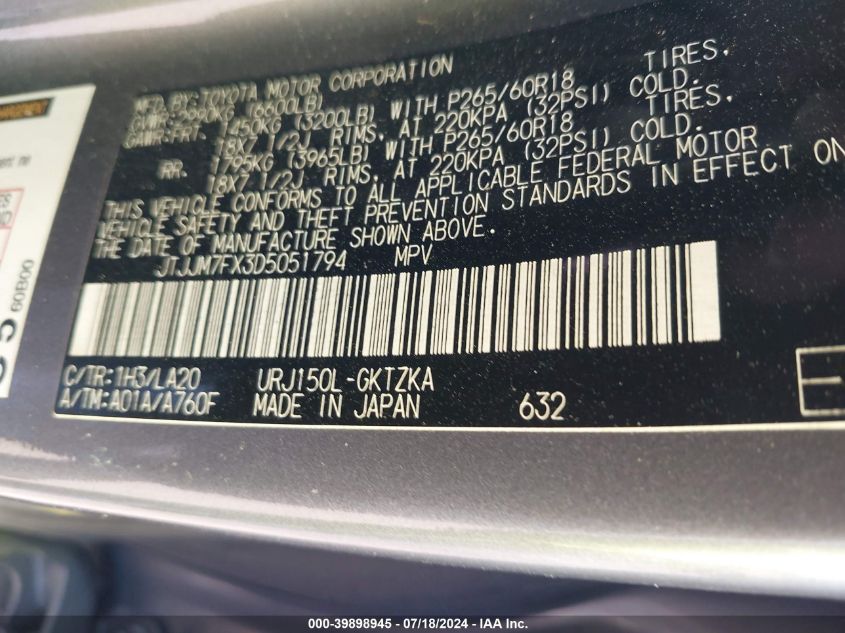 MFD. BY: TOYOTA MOTOR CORPORATION
GVWR: 2990KG (6600LB)
GAWR: FRT. 1450KG (3200LB) WITH P265/60R18 TIRES,
18X7 1/2J RIMS, AT 220KPA (32PSI) COLD.
RR. 1795KG (3965LB) WITH P265/60R18 TIRES,
18X7 1/2J RIMS, AT 220KPA (32PSI) COLD.
THIS VEHICLE CONFORMS TO ALL APPLICABLE FEDERAL MOTOR
VEHICLE SAFETY AND THEFT PREVENTION STANDARDS IN EFFECT ON
THE DATE OF MANUFACTURE SHOWN ABOVE.
JTJJM7FX3D5051794 MPV
C/TR:1H3/LA20 URJ150L-GKTZKA
A/TM:A01A/A760F MADE IN JAPAN 632
60B00
000-39898945 - 07/18/2024 - IAA Inc.